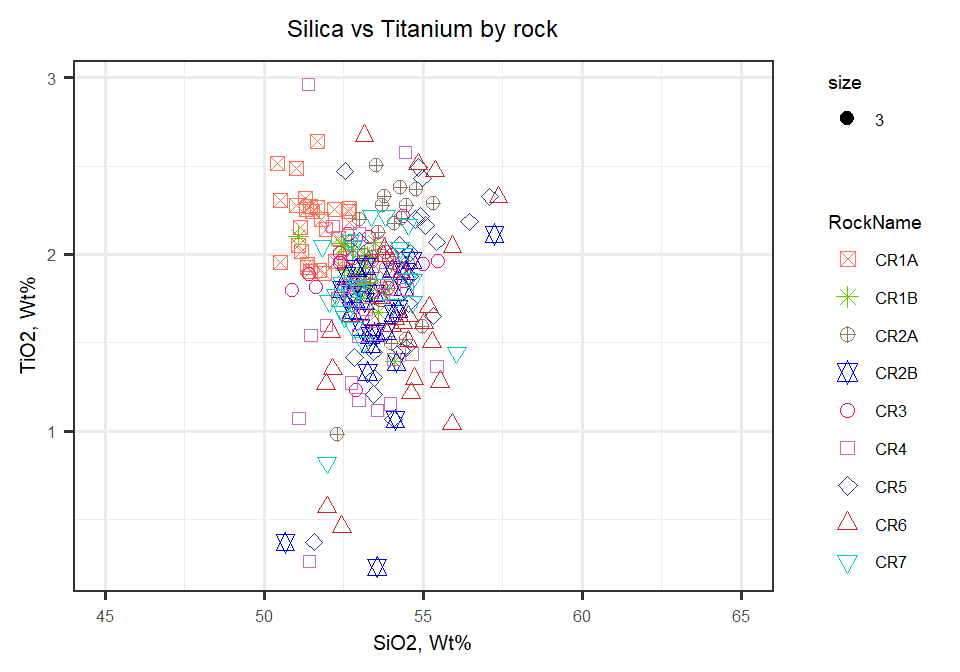 Silica vs Titanium by rock
TiO2, Wt%
3
2
1
45
50
55
60
65
SiO2, Wt%
size
3
RockName
CR1A
CR1B
CR2A
CR2B
CR3
CR4
CR5
CR6
CR7